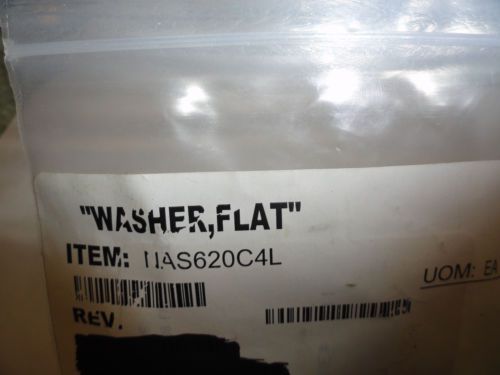 "WASHER,FLAT"
ITEM: NAS620C4L
UOM: EA
REV.